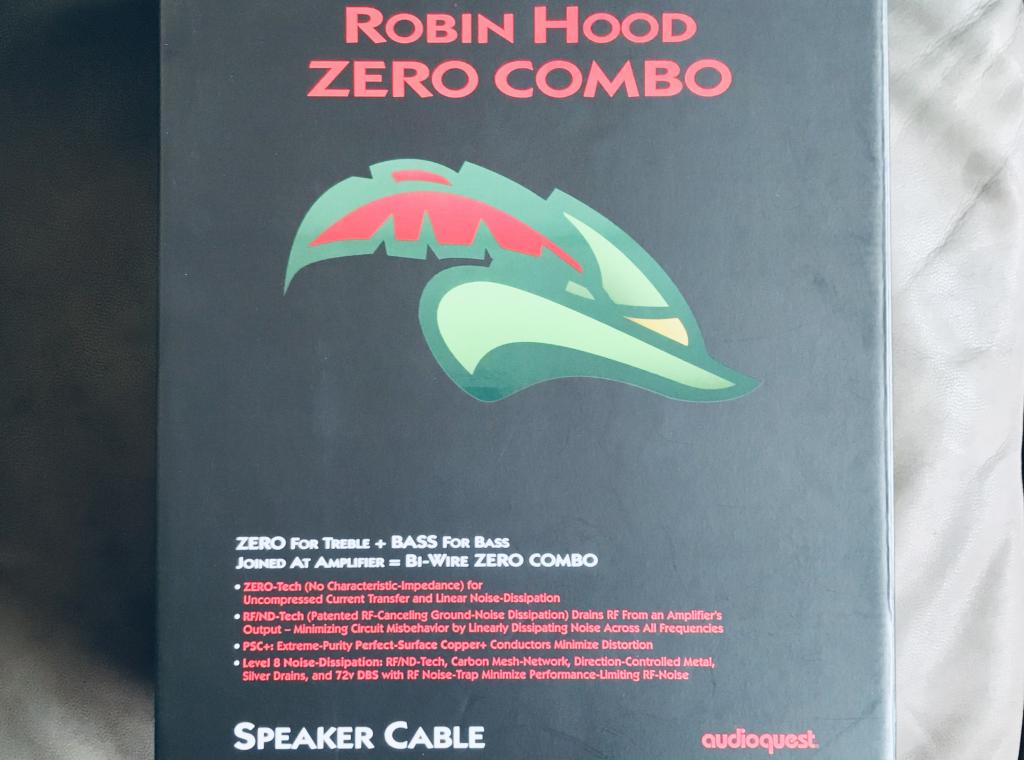 ROBIN HOOD
ZERO COMBO
ZERO FOR TREBLE + BASS FOR BASS
JOINED AT AMPLIFIER = BI-WIRE ZERO COMBO
• ZERO-Tech (No Characteristic-Impedance) for
Uncompressed Current Transfer and Linear Noise-Dissipation
• RF/ND-Tech (Patented RF-Canceling Ground-Noise Dissipation) Drains RF From an Amplifier's
Output – Minimizing Circuit Misbehavior by Linearly Dissipating Noise Across All Frequencies
• PSC+: Extreme-Purity Perfect-Surface Copper+ Conductors Minimize Distortion
• Level 8 Noise-Dissipation: RF/ND-Tech, Carbon Mesh-Network, Direction-Controlled Metal,
Silver Drains, and 72v DBS with RF Noise-Trap Minimize Performance-Limiting RF-Noise
SPEAKER CABLE
audioquest